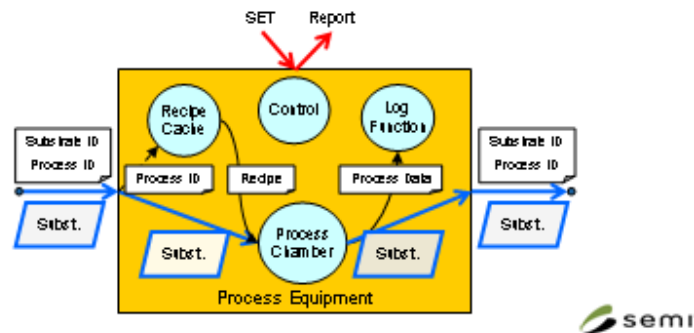 SET
Report
Recipe
Cache
Control
Log
Function
Substrate ID
Process ID
Process ID
Recipe
Process Data
Substrate ID
Process ID
Subst.
Subst.
Process
Chamber
Subst.
Subst.
Process Equipment
semi